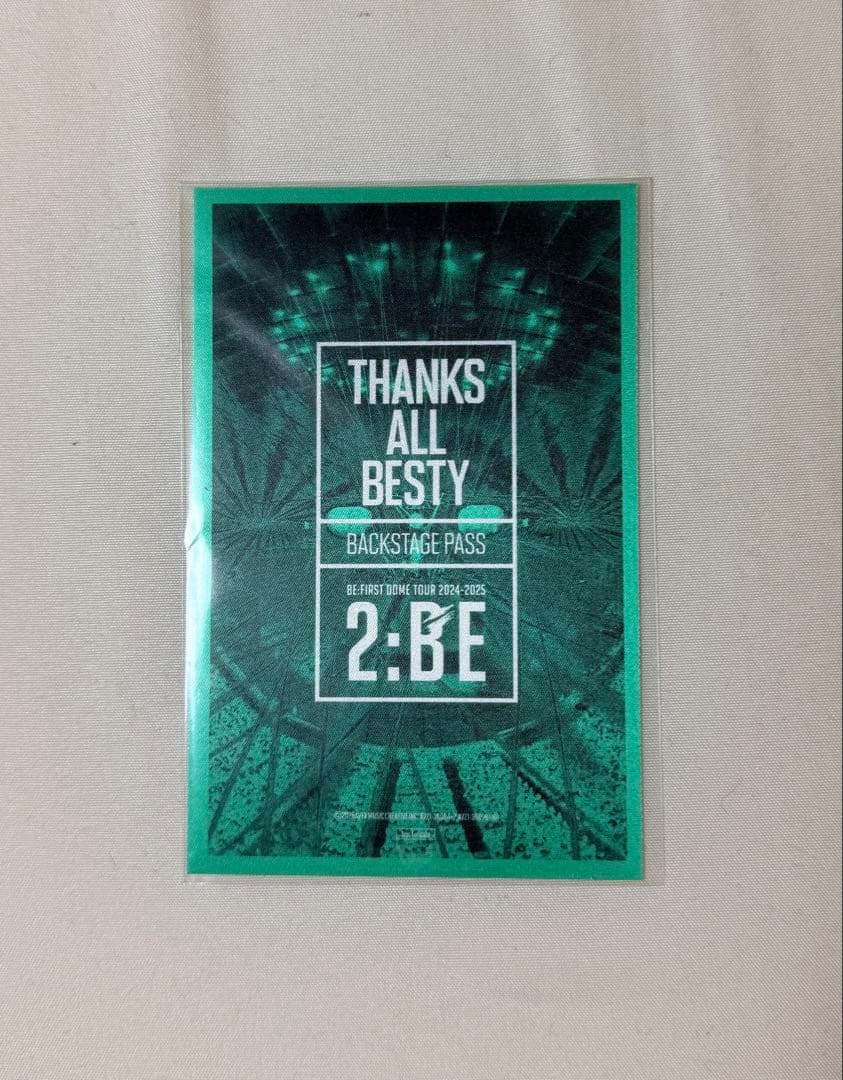 THANKS
ALL
BESTY
BACKSTAGE PASS
BE:FIRST DOME TOUR 2024-2025
2:BE